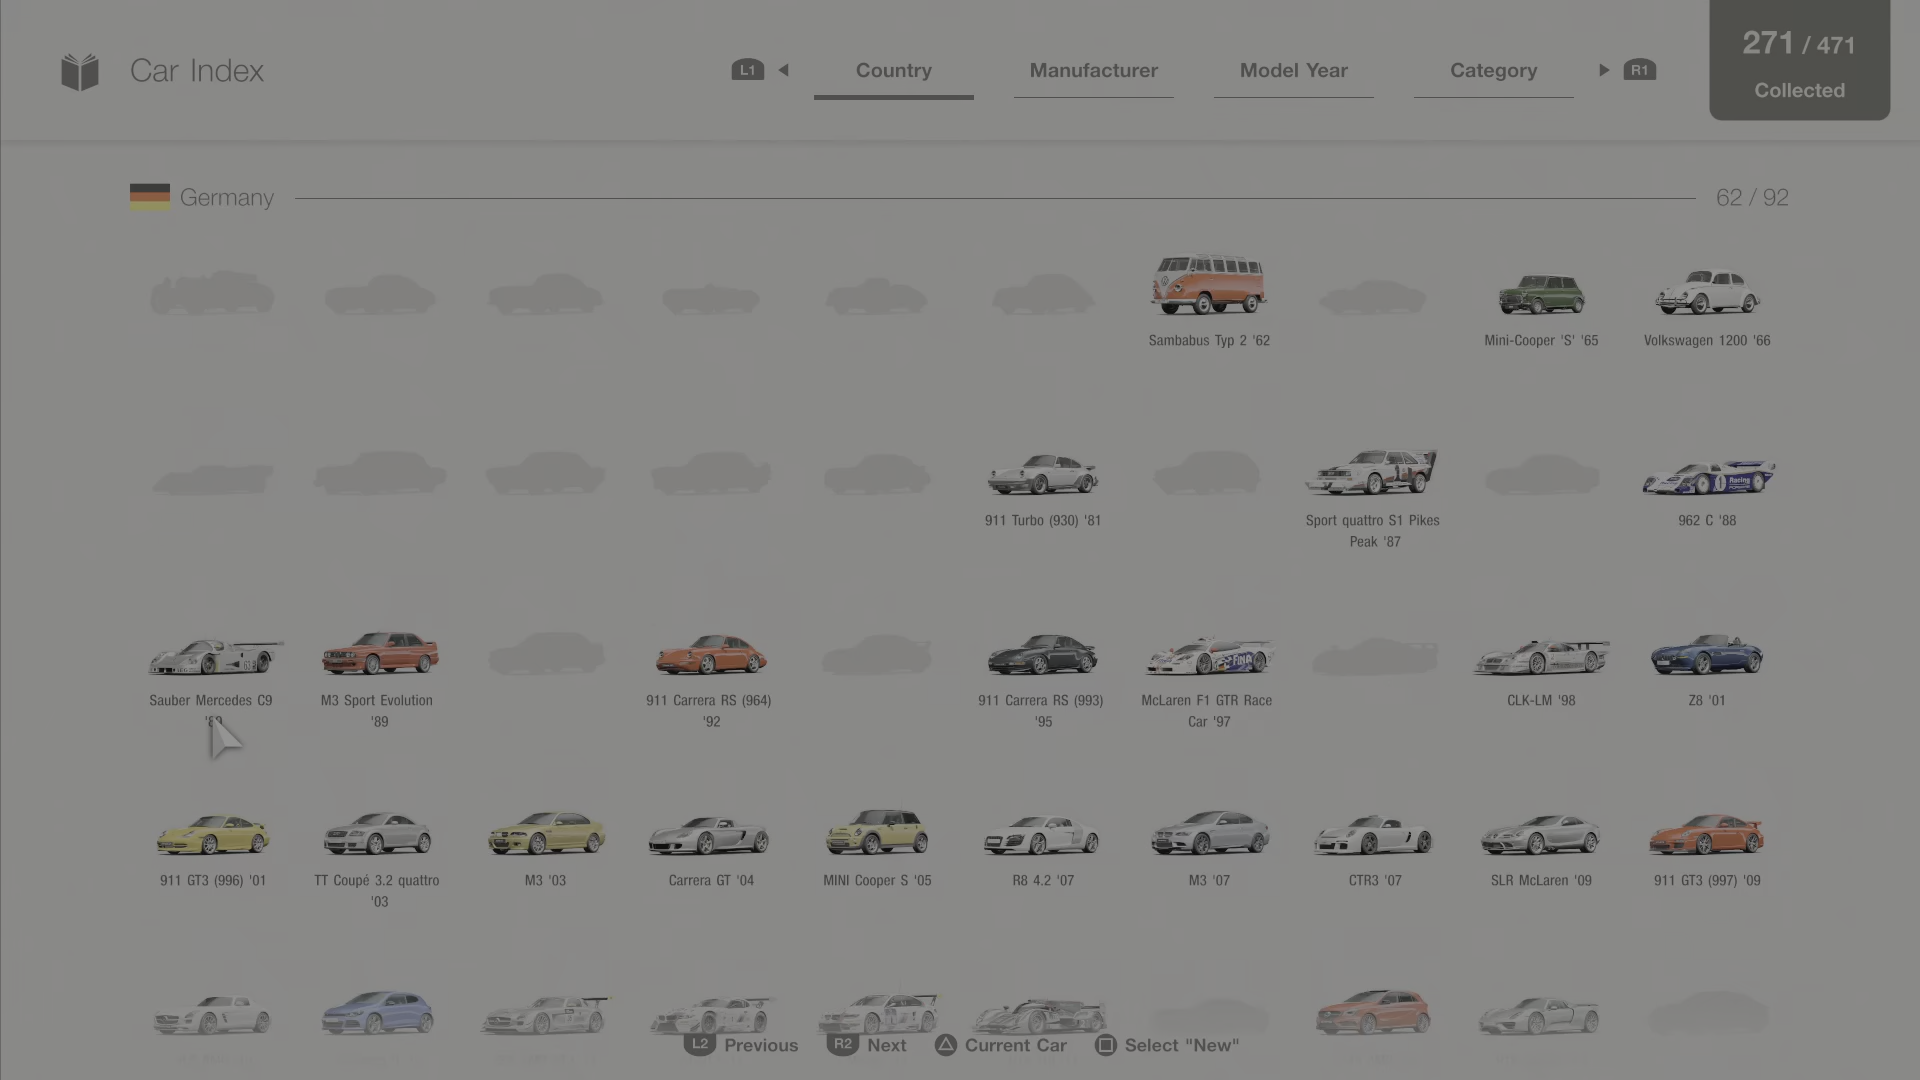 Car Index
L1
Country
Manufacturer
Model Year
Category
R1
271 / 471
Collected
Germany
62 / 92
Sambabus Typ 2 '62
Mini-Cooper 'S' '65
Volkswagen 1200 '66
911 Turbo (930) '81
Sport quattro S1 Pikes
Peak '87
962 C '88
Sauber Mercedes C9
'89
M3 Sport Evolution
'89
911 Carrera RS (964)
'92
911 Carrera RS (993)
'95
McLaren F1 GTR Race
Car '97
CLK-LM '98
Z8 '01
911 GT3 (996) '01
TT Coupé 3.2 quattro
'03
M3 '03
Carrera GT '04
MINI Cooper S '05
R8 4.2 '07
M3 '07
CTR3 '07
SLR McLaren '09
911 GT3 (997) '09
L2 Previous
R2 Next
Current Car
Select "New"